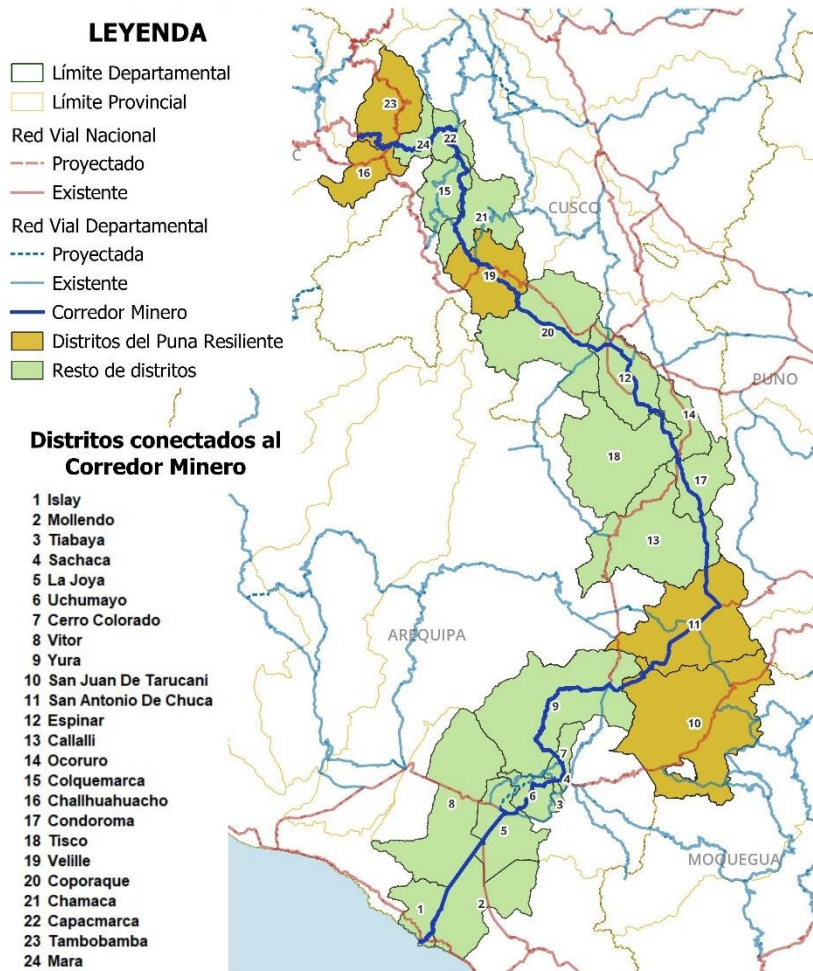 LEYENDA
Límite Departamental
Límite Provincial
Red Vial Nacional
Proyectado
Existente
Red Vial Departamental
Proyectada
Existente
Corredor Minero
Distritos del Puna Resiliente
Resto de distritos
Distritos conectados al
Corredor Minero
1 Islay
2 Mollendo
3 Tiabaya
4 Sachaca
5 La Joya
6 Uchumayo
7 Cerro Colorado
8 Vitor
9 Yura
10 San Juan De Tarucani
11 San Antonio De Chuca
12 Espinar
13 Callalli
14 Ocoruro
15 Colquemarca
16 Challhuahuacho
17 Condoroma
18 Tisco
19 Velille
20 Coporaque
21 Chamaca
22 Capacmarca
23 Tambobamba
24 Mara
23
22
24
C
16
15
21
CUSCO
19
20
12
PUNO
14
18
17
13
11
AREQUIPA
10
9
7
4
6
3
8
5
MOQUEGUA
1
2